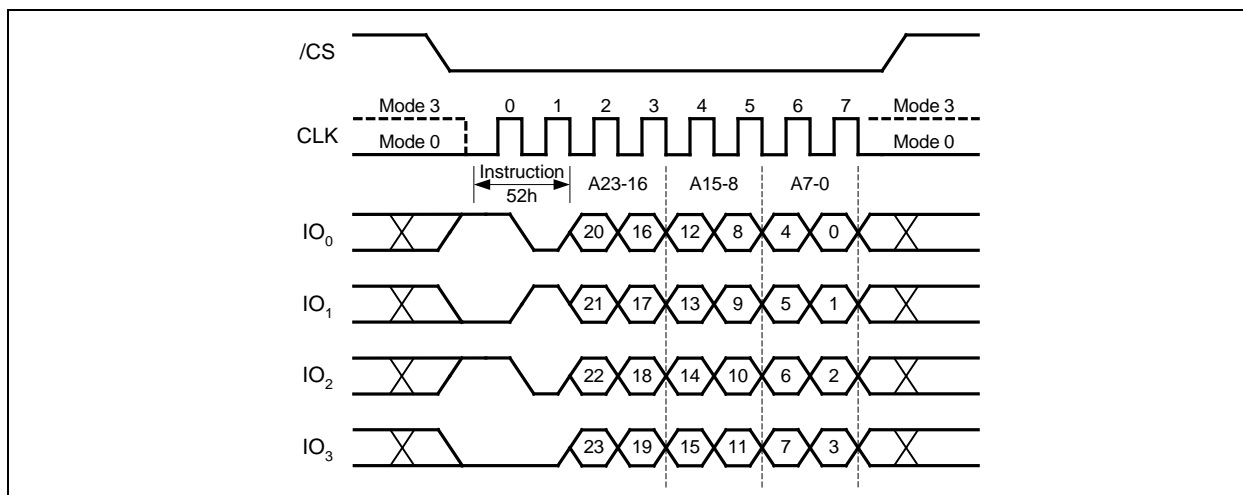 /CS
Mode 3 0 1 2 3 4 5 6 7 Mode 3
CLK
Mode 0 Mode 0
Instruction A23-16 A15-8 A7-0
52h
IO0 20 16 12 8 4 0
IO1 21 17 13 9 5 1
IO2 22 18 14 10 6 2
IO3 23 19 15 11 7 3